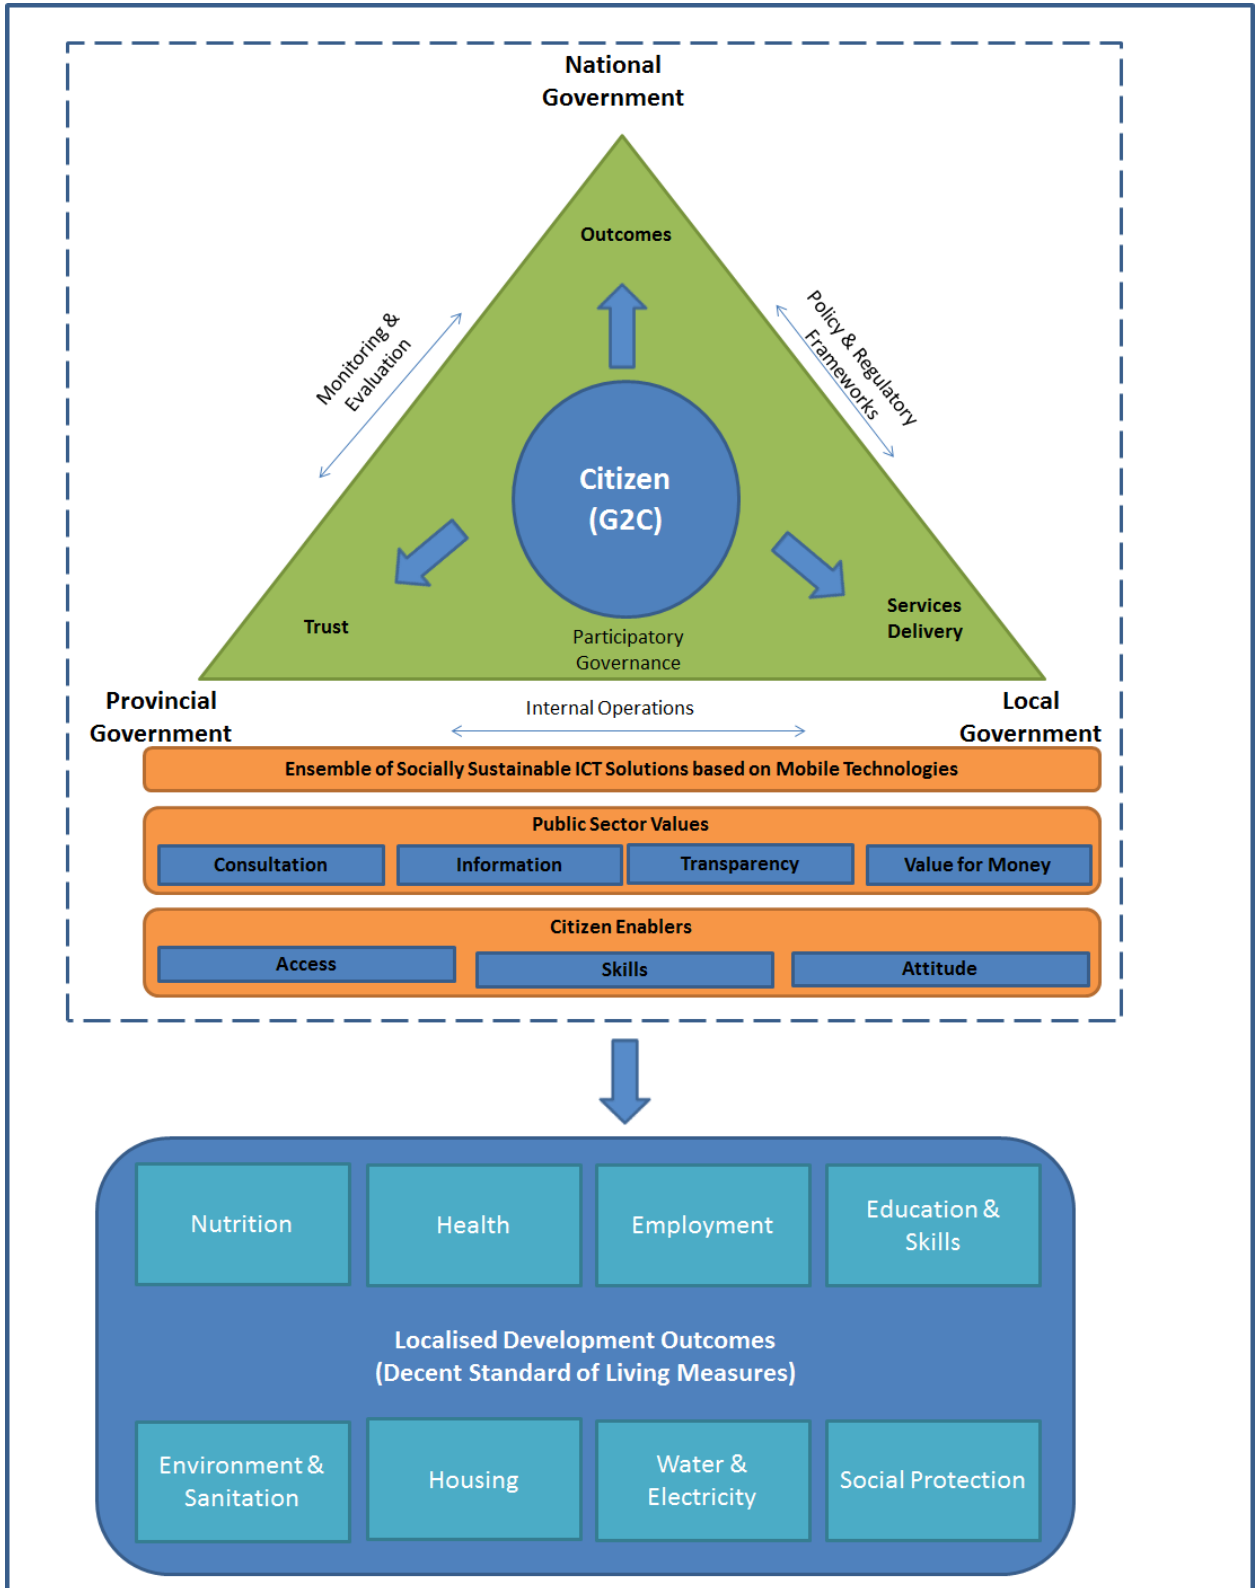 National
Government
Outcomes
Monitoring &
Evaluation
Policy & Regulatory
Frameworks
Citizen
(G2C)
Trust
Services
Delivery
Participatory
Governance
Provincial
Government
Internal Operations
Local
Government
Ensemble of Socially Sustainable ICT Solutions based on Mobile Technologies
Public Sector Values
Consultation
Information
Transparency
Value for Money
Citizen Enablers
Access
Skills
Attitude
Nutrition
Health
Employment
Education &
Skills
Localised Development Outcomes
(Decent Standard of Living Measures)
Environment &
Sanitation
Housing
Water &
Electricity
Social Protection